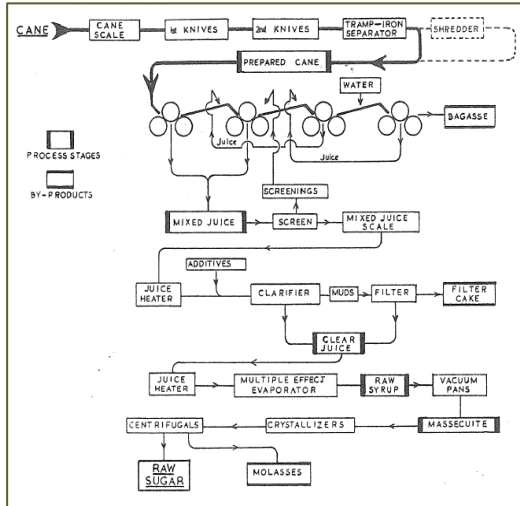 CANE
CANE
SCALE
1st KNIVES
2nd KNIVES
TRAMP-IRON
SEPARATOR
SHREDDER
PREPARED CANE
WATER
BAGASSE
Juice
Juice
PROCESS STAGES
BY-PRODUCTS
SCREENINGS
MIXED JUICE
SCREEN
MIXED JUICE
SCALE
ADDITIVES
JUICE
HEATER
CLARIFIER
MUDS
FILTER
FILTER
CAKE
CLEAR
JUICE
JUICE
HEATER
MULTIPLE EFFECT
EVAPORATOR
RAW
SYRUP
VACUUM
PANS
CENTRIFUGALS
CRYSTALLIZERS
MASSECUITE
RAW
SUGAR
MOLASSES